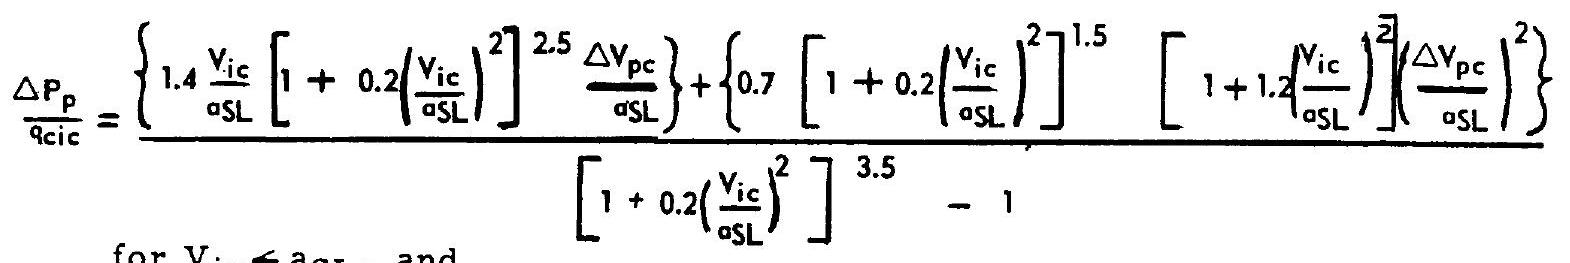 ΔP_p/q_cic = ({1.4 V_ic/a_SL [1 + 0.2(V_ic/a_SL)^2]^2.5 ΔV_pc/a_SL} + {0.7 [1 + 0.2(V_ic/a_SL)^2]^1.5 [1 + 1.2(V_ic/a_SL)^2](ΔV_pc/a_SL)^2}) / ([1 + 0.2(V_ic/a_SL)^2]^3.5 - 1)
for and